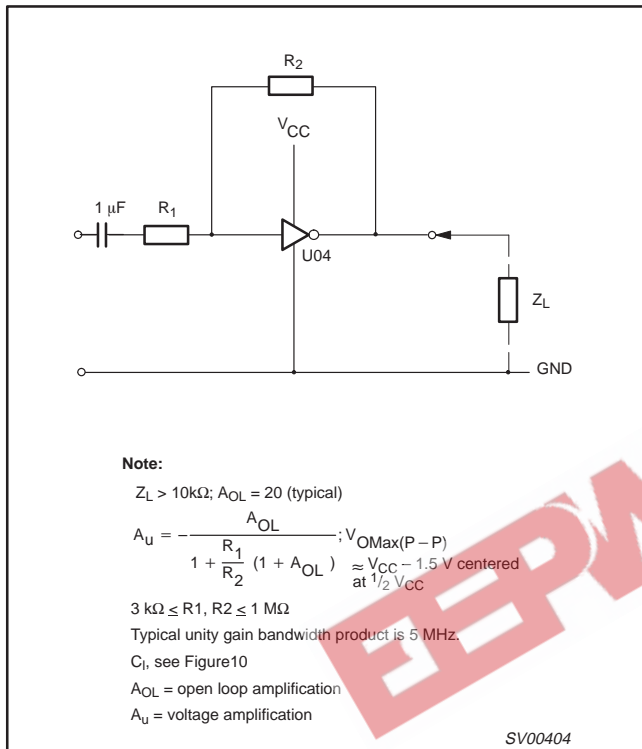 R2
VCC
1 μF
R1
U04
ZL
GND
Note:
ZL > 10kΩ; AOL = 20 (typical)
Au = − AOL / 1 + R1/R2 (1 + AOL) ; VOMax(P − P)
≈ VCC − 1.5 V centered
at 1/2 VCC
3 kΩ ≤ R1, R2 ≤ 1 MΩ
Typical unity gain bandwidth product is 5 MHz.
CI, see Figure10
AOL = open loop amplification
Au = voltage amplification
SV00404
EEPW